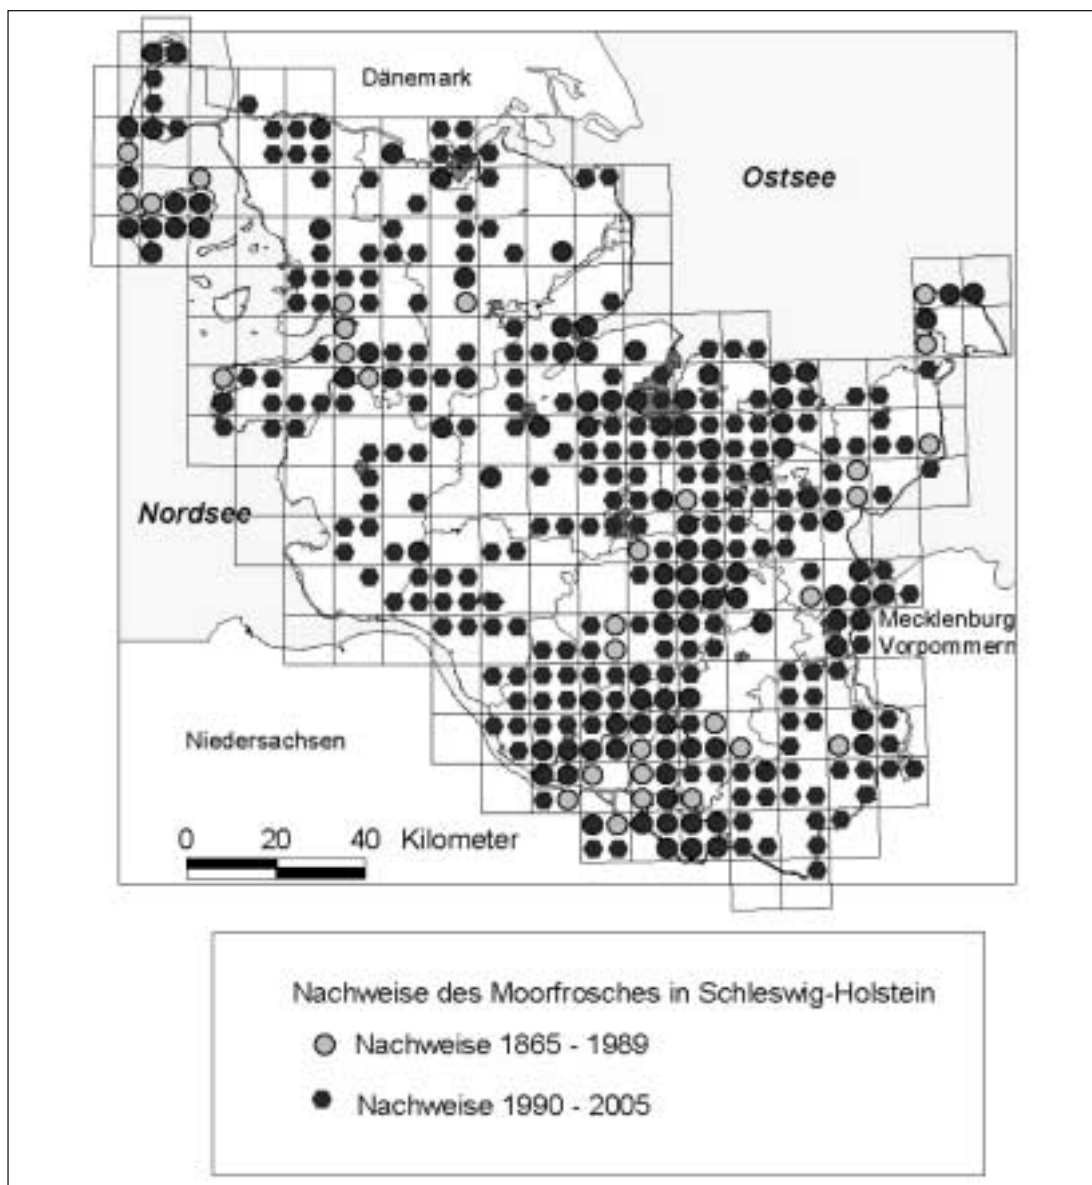 Dänemark
Ostsee
Nordsee
Mecklenburg
Vorpommern
Niedersachsen
0 20 40 Kilometer
Nachweise des Moorfrosches in Schleswig-Holstein
Nachweise 1865 - 1989
Nachweise 1990 - 2005